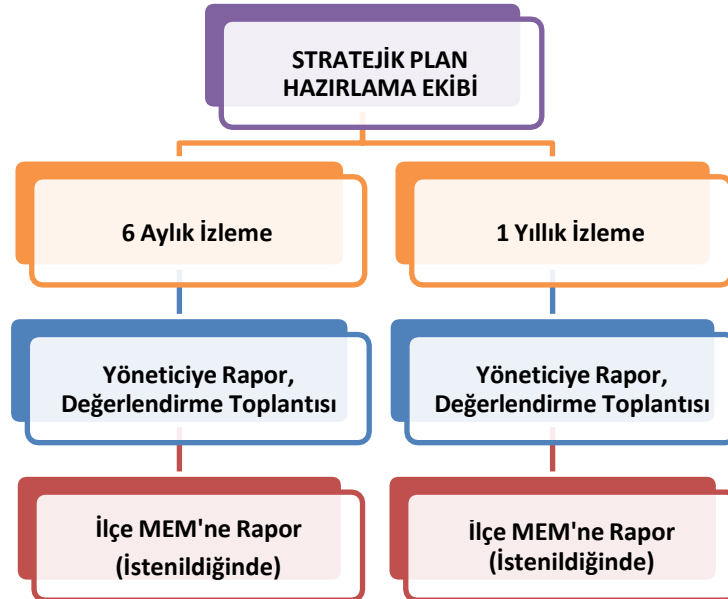 STRATEJİK PLAN
HAZIRLAMA EKİBİ
6 Aylık İzleme
1 Yıllık İzleme
Yöneticiye Rapor,
Değerlendirme Toplantısı
Yöneticiye Rapor,
Değerlendirme Toplantısı
İlçe MEM'ne Rapor
(İstenildiğinde)
İlçe MEM'ne Rapor
(İstenildiğinde)